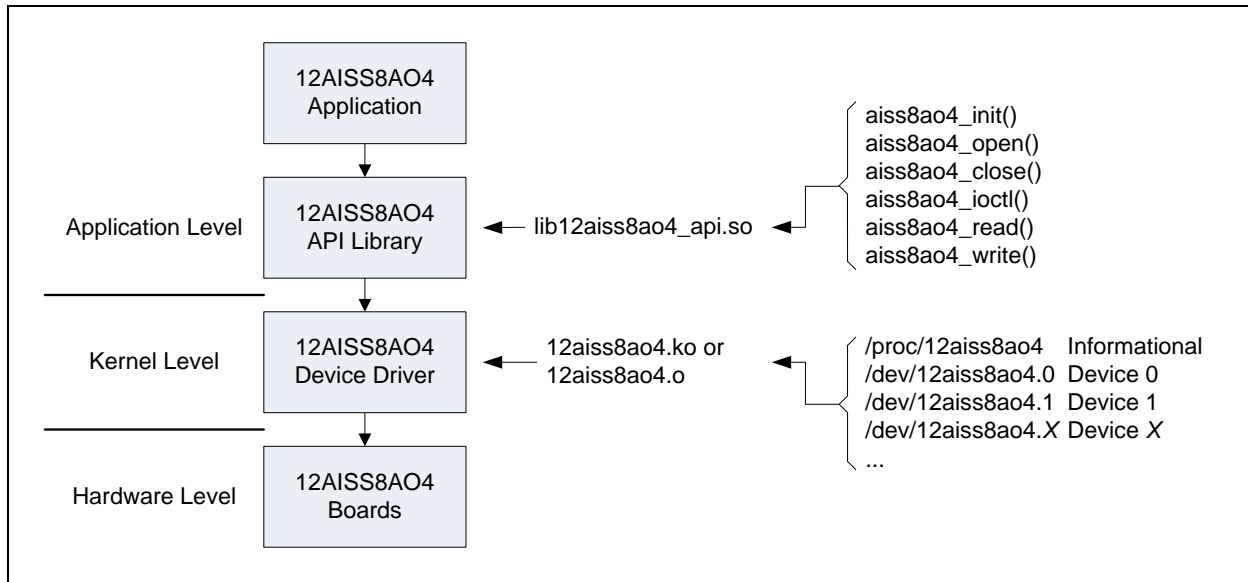 12AISS8AO4
Application
Application Level
12AISS8AO4
API Library
lib12aiss8ao4_api.so
aiss8ao4_init()
aiss8ao4_open()
aiss8ao4_close()
aiss8ao4_ioctl()
aiss8ao4_read()
aiss8ao4_write()
Kernel Level
12AISS8AO4
Device Driver
12aiss8ao4.ko or
12aiss8ao4.o
/proc/12aiss8ao4 Informational
/dev/12aiss8ao4.0 Device 0
/dev/12aiss8ao4.1 Device 1
/dev/12aiss8ao4.X Device X
...
Hardware Level
12AISS8AO4
Boards